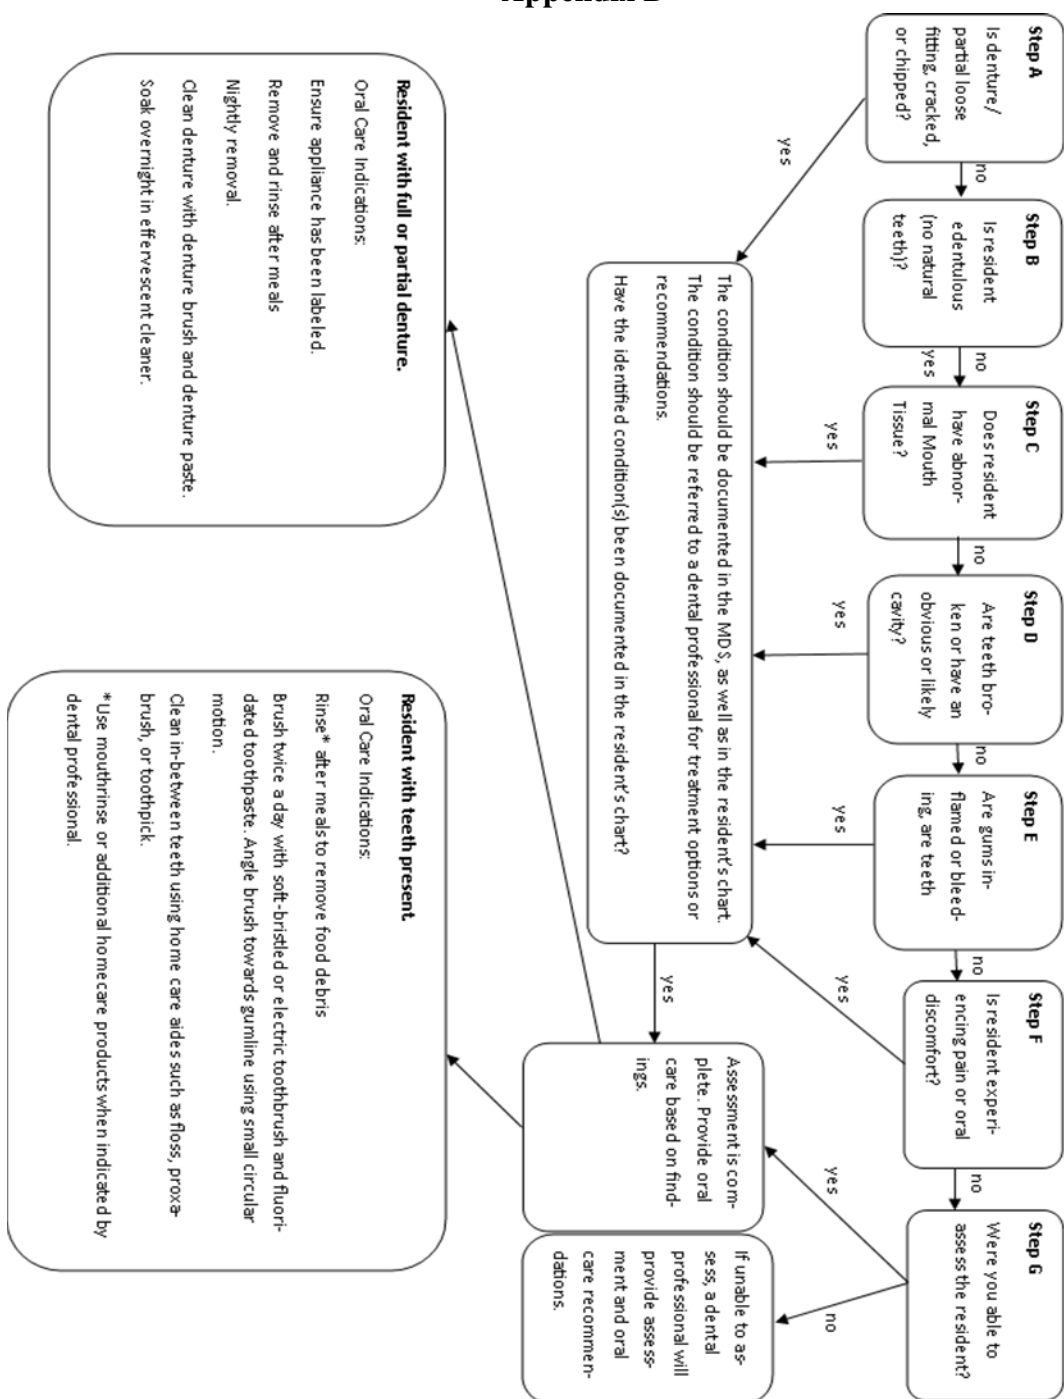 Step A
Is denture/
partial loose
fitting, cracked,
or chipped?
no
yes
Step B
Is resident
edentulous
(no natural
teeth)?
no
yes
Step C
Does resident
have abnor-
mal Mouth
Tissue?
no
yes
Step D
Are teeth bro-
ken or have an
obvious or likely
cavity?
no
yes
Step E
Are gums in-
flamed or bleed-
ing, are teeth
no
yes
Step F
Is resident experi-
encing pain or oral
discomfort?
no
yes
Step G
Were you able to
assess the resident?
yes
no
The condition should be documented in the MDS, as well as in the resident's chart.
The condition should be referred to a dental professional for treatment options or
recommendations.
Have the identified condition(s) been documented in the resident's chart?
yes
Assessment is com-
plete. Provide oral
care based on find-
ings.
If unable to as-
sess, a dental
professional will
provide assess-
ment and oral
care recommen-
dations.
Resident with full or partial denture.
Oral Care Indications:
Ensure appliance has been labeled.
Remove and rinse after meals
Nightly removal.
Clean denture with denture brush and denture paste.
Soak overnight in effervescent cleaner.
Resident with teeth present.
Oral Care Indications:
Rinse* after meals to remove food debris
Brush twice a day with soft-bristled or electric toothbrush and fluori-
dated toothpaste. Angle brush towards gumline using small circular
motion.
Clean in-between teeth using home care aides such as floss, proxa-
brush, or toothpick.
*Use mouthrinse or additional homecare products when indicated by
dental professional.